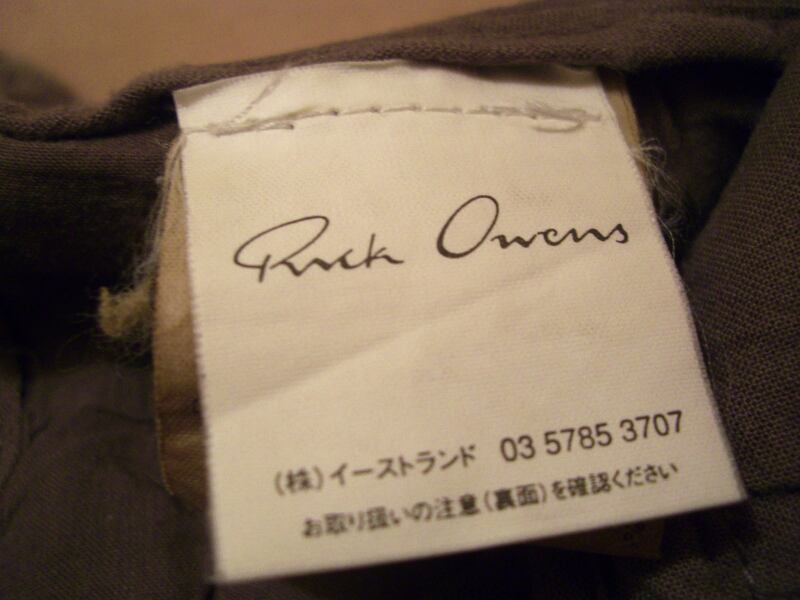 Rick Owens
(株)イーストランド 03 5785 3707
お取り扱いの注意(裏面)を確認ください